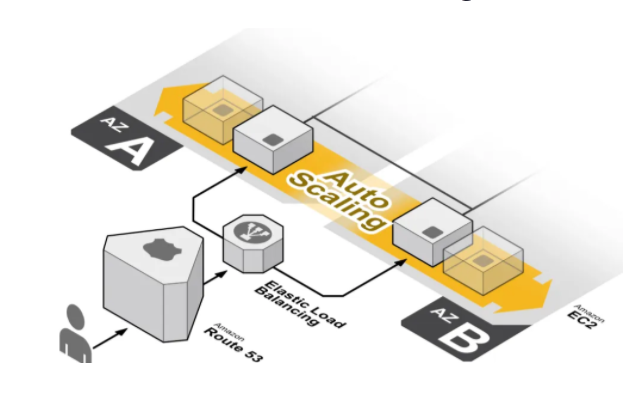 AZ
A
Auto
Scaling
Elastic Load
Balancing
Amazon
Route 53
AZ
B
Amazon
EC2